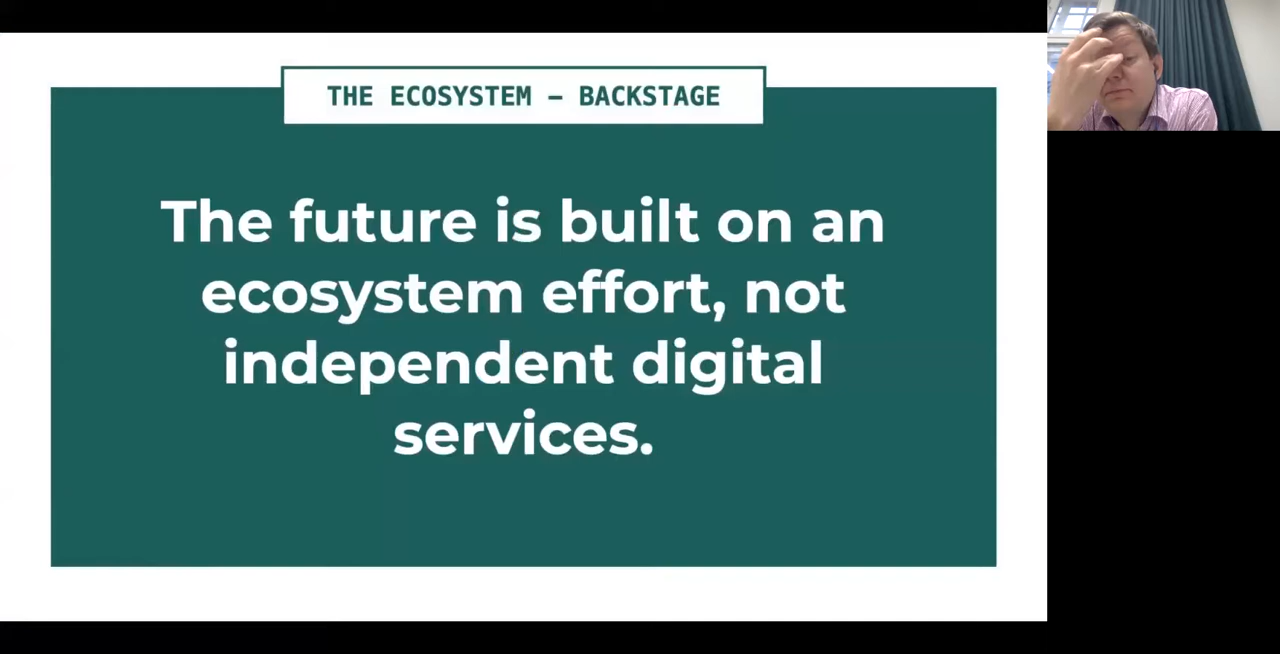 THE ECOSYSTEM – BACKSTAGE
The future is built on an
ecosystem effort, not
independent digital
services.